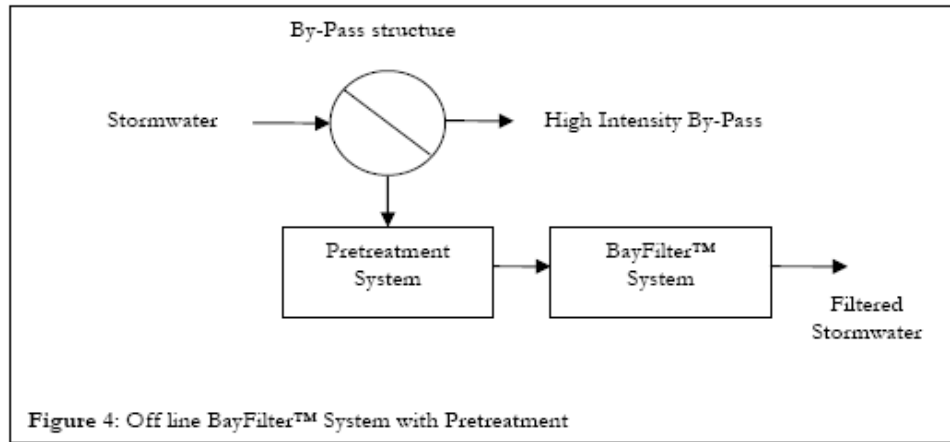 By-Pass structure
Stormwater
High Intensity By-Pass
Pretreatment
System
BayFilter™
System
Filtered
Stormwater
Figure 4: Off line BayFilter™ System with Pretreatment